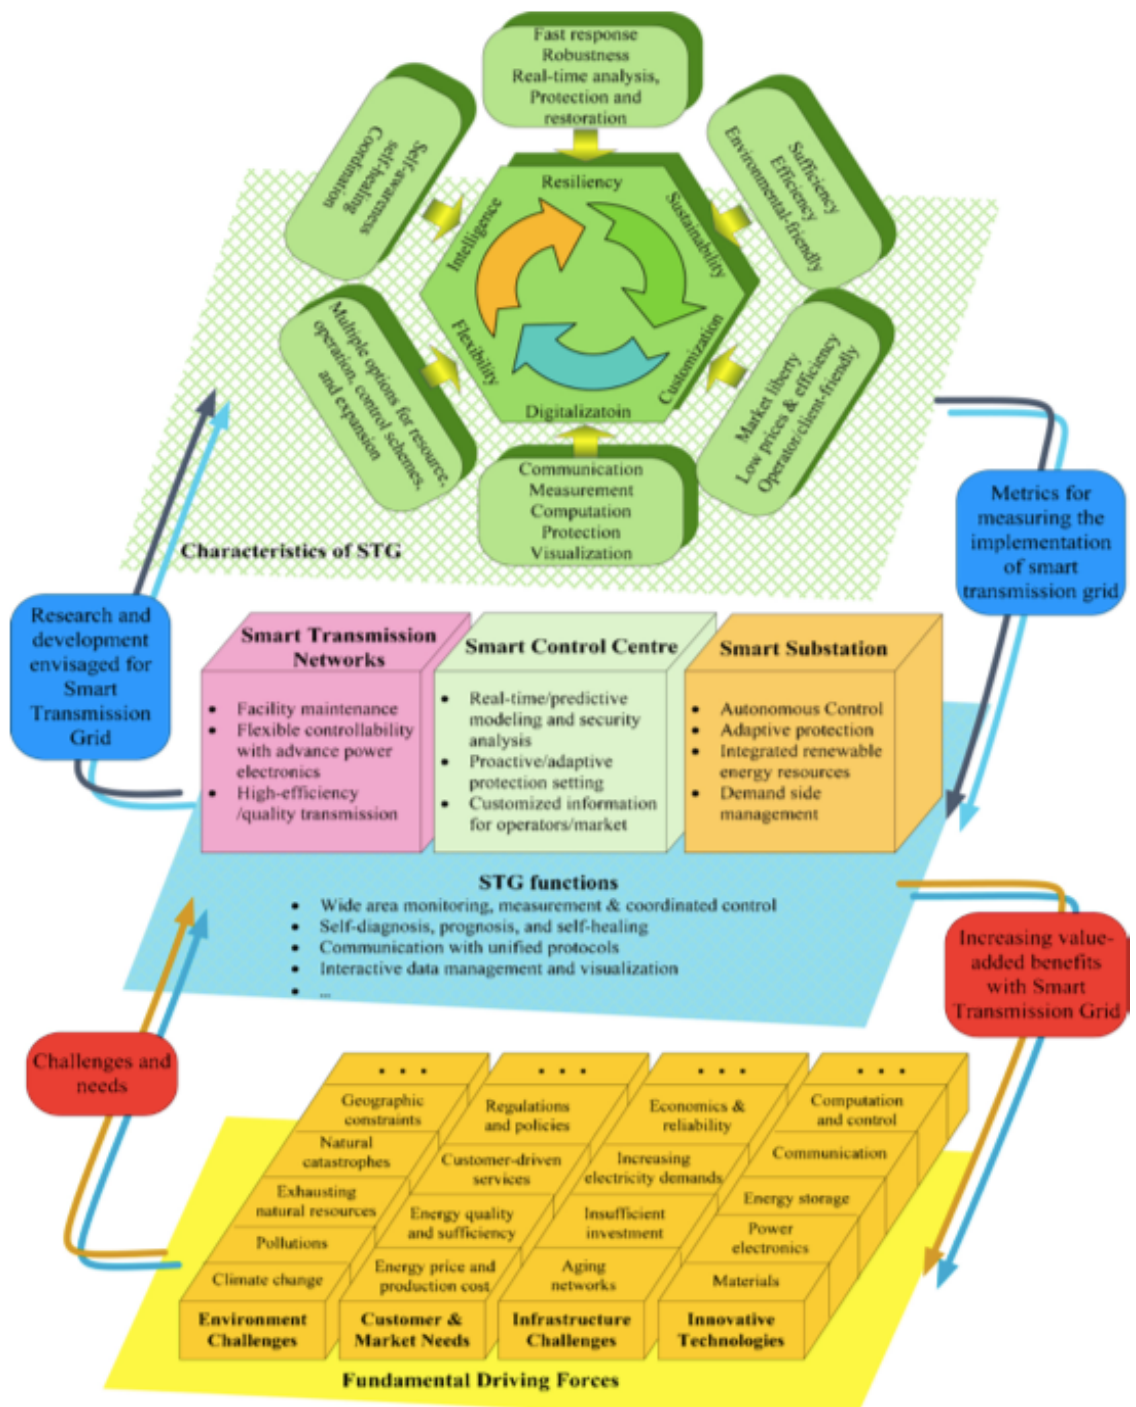 Fast response
Robustness
Real-time analysis,
Protection and
restoration
Self-awareness
self-healing
Coordination
Sufficiency
Efficiency
Environmental-friendly
Resiliency
Intelligence
Sustainability
Flexibility
Customization
Digitalizatoin
Multiple options for resource,
operation, control schemes,
and expansion
Market liberty
Low prices & efficiency
Operator/client-friendly
Communication
Measurement
Computation
Protection
Visualization
Characteristics of STG
Metrics for
measuring the
implementation
of smart
transmission grid
Research and
development
envisaged for
Smart
Transmission
Grid
Smart Transmission
Networks
• Facility maintenance
• Flexible controllability
with advance power
electronics
• High-efficiency
/quality transmission
Smart Control Centre
• Real-time/predictive
modeling and security
analysis
• Proactive/adaptive
protection setting
• Customized information
for operators/market
Smart Substation
• Autonomous Control
• Adaptive protection
• Integrated renewable
energy resources
• Demand side
management
STG functions
• Wide area monitoring, measurement & coordinated control
• Self-diagnosis, prognosis, and self-healing
• Communication with unified protocols
• Interactive data management and visualization
• ...
Increasing value-
added benefits
with Smart
Transmission Grid
Challenges and
needs
• • •
Geographic
constraints
Natural
catastrophes
Exhausting
natural resources
Pollutions
Climate change
Environment
Challenges
• • •
Regulations
and policies
Customer-driven
services
Energy quality
and sufficiency
Energy price and
production cost
Customer &
Market Needs
• • •
Economics &
reliability
Increasing
electricity demands
Insufficient
investment
Aging
networks
Infrastructure
Challenges
• • •
Computation
and control
Communication
Energy storage
Power
electronics
Materials
Innovative
Technologies
Fundamental Driving Forces